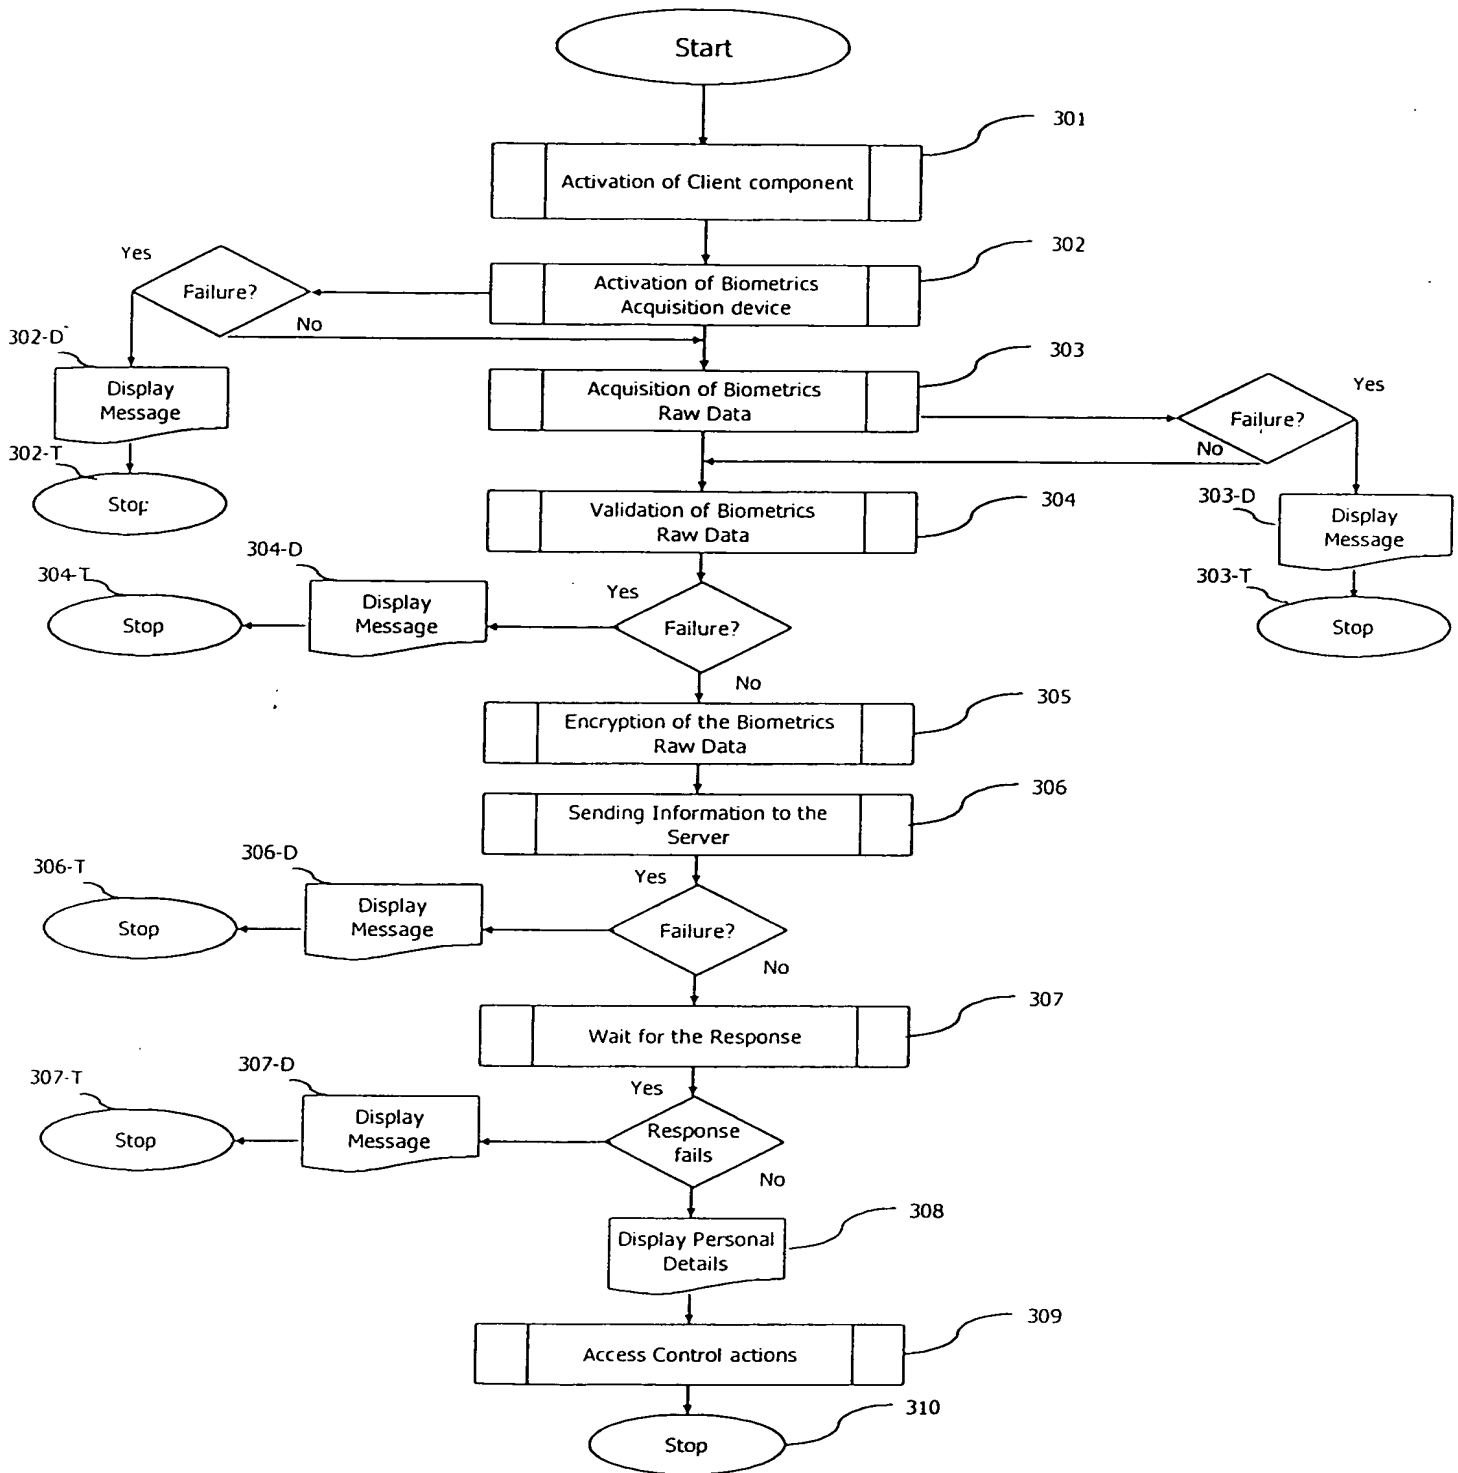 Start
301
Activation of Client component
302
Activation of Biometrics
Acquisition device
Yes
Failure?
No
302-D
Display
Message
302-T
Stop
303
Acquisition of Biometrics
Raw Data
Yes
Failure?
No
303-D
Display
Message
303-T
Stop
304
Validation of Biometrics
Raw Data
Yes
Failure?
No
304-D
Display
Message
304-T
Stop
305
Encryption of the Biometrics
Raw Data
306
Sending Information to the
Server
Yes
Failure?
No
306-D
Display
Message
306-T
Stop
307
Wait for the Response
Yes
Response
fails
No
307-D
Display
Message
307-T
Stop
308
Display Personal
Details
309
Access Control actions
310
Stop